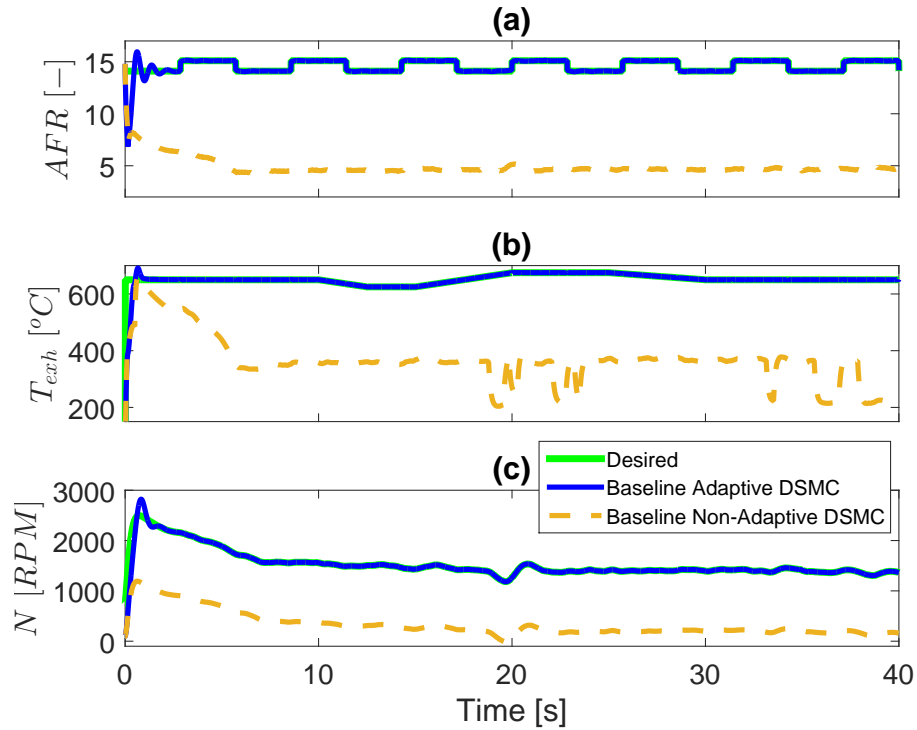 (a)
AFR [−]
15
10
5
(b)
T_exh [°C]
600
400
200
(c)
Desired
Baseline Adaptive DSMC
Baseline Non-Adaptive DSMC
N [RPM]
3000
2000
1000
0
0 10 20 30 40
Time [s]